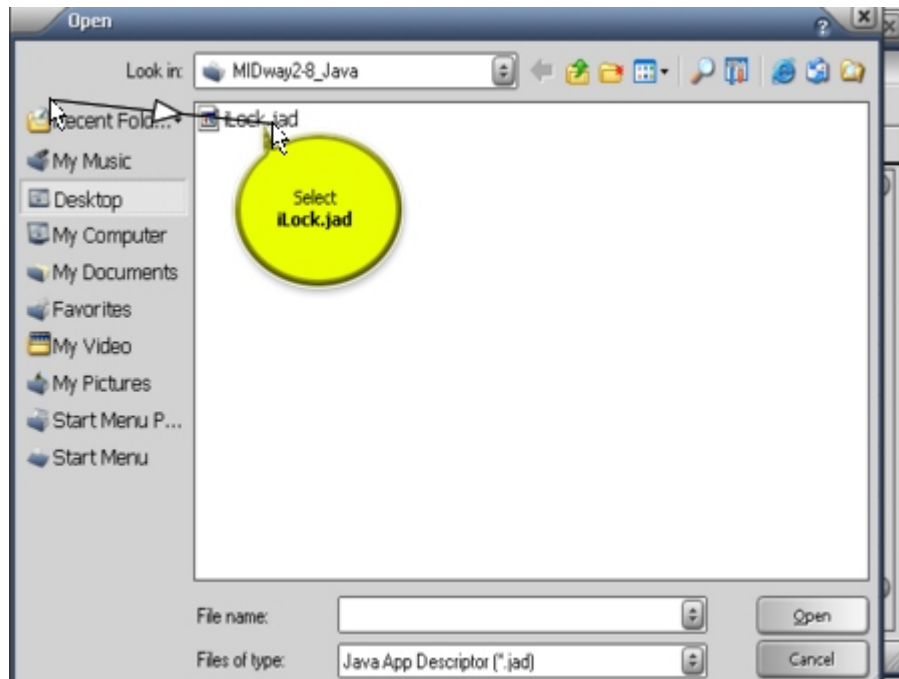 Open
?
Look in:
MIDway2-8_Java
Recent Fold...
iLock.jad
My Music
Desktop
My Computer
My Documents
Favorites
My Video
My Pictures
Start Menu P...
Start Menu
Select
iLock.jad
File name:
Open
Files of type:
Java App Descriptor (*.jad)
Cancel